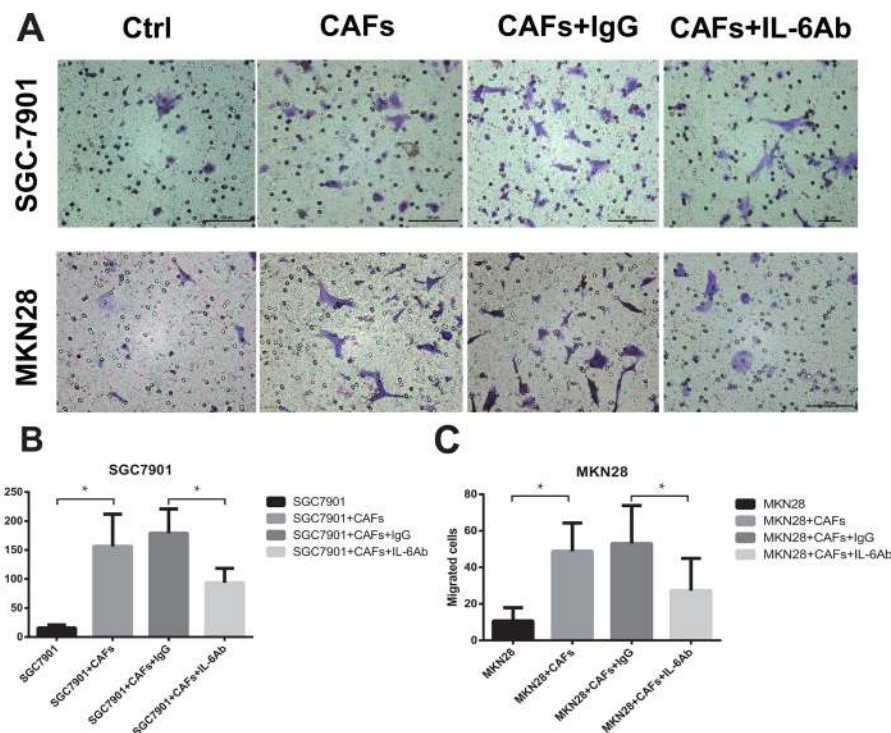 A
Ctrl
CAFs
CAFs+IgG
CAFs+IL-6Ab
SGC-7901
MKN28
B
SGC7901
250
200
150
100
50
0
*
*
SGC7901
SGC7901+CAFs
SGC7901+CAFs+IgG
SGC7901+CAFs+IL-6Ab
SGC7901
SGC7901+CAFs
SGC7901+CAFs+IgG
SGC7901+CAFs+IL-6Ab
C
MKN28
Migrated cells
80
60
40
20
0
*
*
MKN28
MKN28+CAFs
MKN28+CAFs+IgG
MKN28+CAFs+IL-6Ab
MKN28
MKN28+CAFs
MKN28+CAFs+IgG
MKN28+CAFs+IL-6Ab